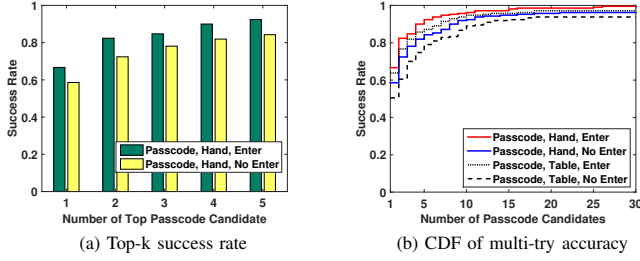 1
0.8
0.6
0.4
0.2
0
Success Rate
Passcode, Hand, Enter
Passcode, Hand, No Enter
1 2 3 4 5
Number of Top Passcode Candidate
(a) Top-k success rate
1
0.8
0.6
0.4
0.2
0
Success Rate
Passcode, Hand, Enter
Passcode, Hand, No Enter
Passcode, Table, Enter
Passcode, Table, No Enter
1 5 10 15 20 25 30
Number of Passcode Candidates
(b) CDF of multi-try accuracy